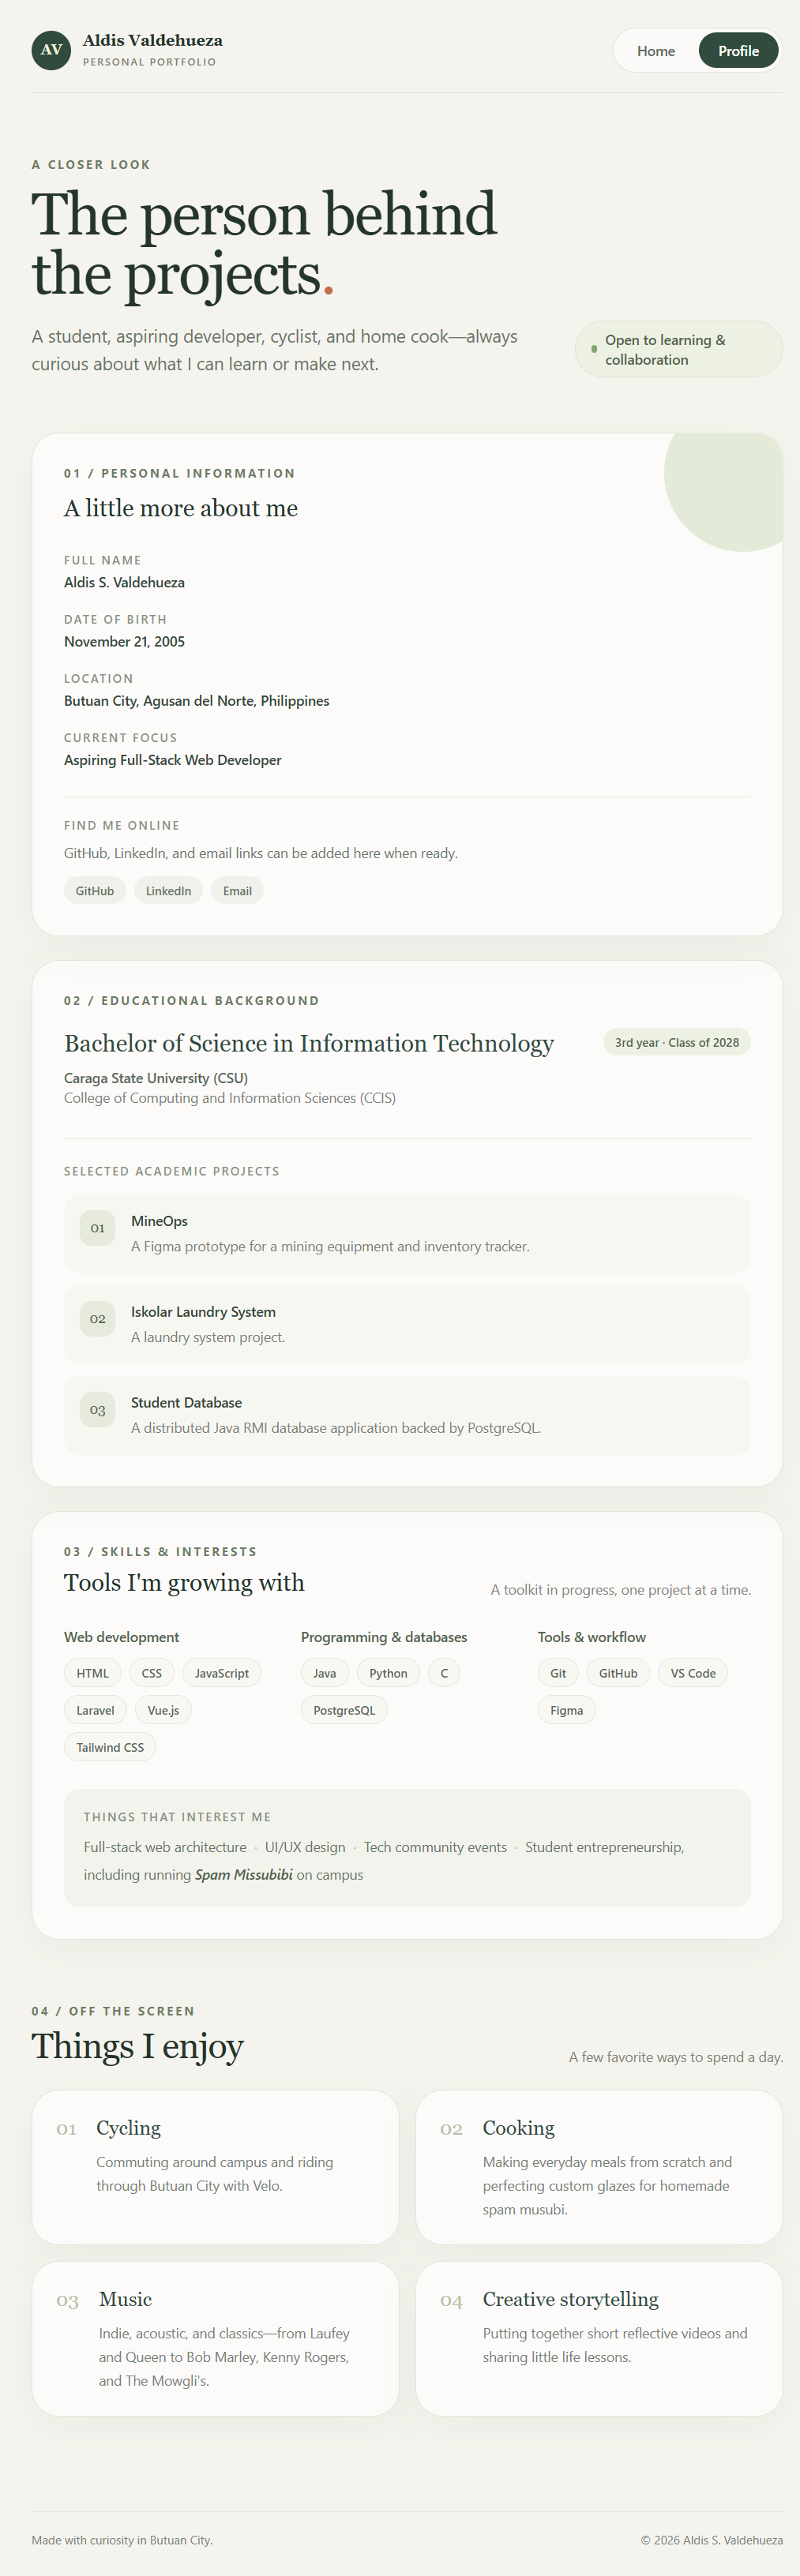 AV
Aldis Valdehueza
PERSONAL PORTFOLIO
Home
Profile
A CLOSER LOOK
The person behind
the projects.
A student, aspiring developer, cyclist, and home cook—always
curious about what I can learn or make next.
Open to learning &
collaboration
01 / PERSONAL INFORMATION
A little more about me
FULL NAME
Aldis S. Valdehueza
DATE OF BIRTH
November 21, 2005
LOCATION
Butuan City, Agusan del Norte, Philippines
CURRENT FOCUS
Aspiring Full-Stack Web Developer
FIND ME ONLINE
GitHub, LinkedIn, and email links can be added here when ready.
GitHub
LinkedIn
Email
02 / EDUCATIONAL BACKGROUND
Bachelor of Science in Information Technology
3rd year · Class of 2028
Caraga State University (CSU)
College of Computing and Information Sciences (CCIS)
SELECTED ACADEMIC PROJECTS
01
MineOps
A Figma prototype for a mining equipment and inventory tracker.
02
Iskolar Laundry System
A laundry system project.
03
Student Database
A distributed Java RMI database application backed by PostgreSQL.
03 / SKILLS & INTERESTS
Tools I'm growing with
A toolkit in progress, one project at a time.
Web development
HTML
CSS
JavaScript
Laravel
Vue.js
Tailwind CSS
Programming & databases
Java
Python
C
PostgreSQL
Tools & workflow
Git
GitHub
VS Code
Figma
THINGS THAT INTEREST ME
Full-stack web architecture · UI/UX design · Tech community events · Student entrepreneurship,
including running Spam Missubibi on campus
04 / OFF THE SCREEN
Things I enjoy
A few favorite ways to spend a day.
01
Cycling
Commuting around campus and riding
through Butuan City with Velo.
02
Cooking
Making everyday meals from scratch and
perfecting custom glazes for homemade
spam musubi.
03
Music
Indie, acoustic, and classics—from Laufey
and Queen to Bob Marley, Kenny Rogers,
and The Mowgli's.
04
Creative storytelling
Putting together short reflective videos and
sharing little life lessons.
Made with curiosity in Butuan City.
© 2026 Aldis S. Valdehueza